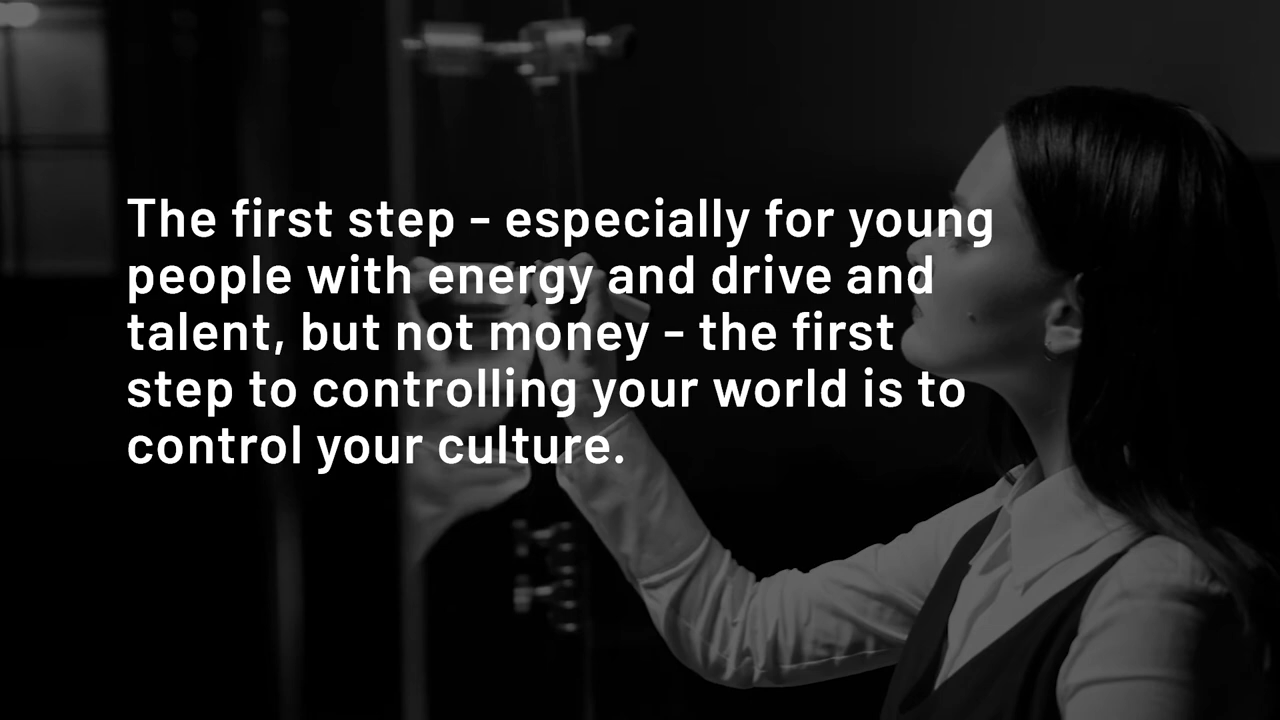 The first step - especially for young
people with energy and drive and
talent, but not money - the first
step to controlling your world is to
control your culture.